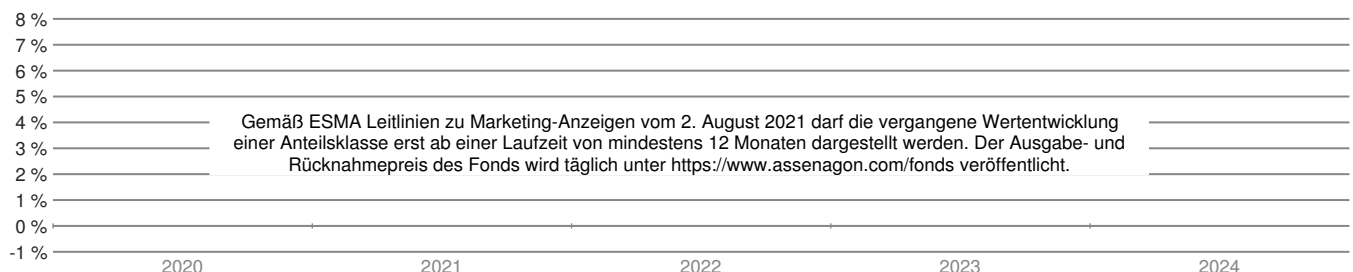 8 %
7 %
6 %
5 %
4 %
3 %
2 %
1 %
0 %
-1 %
Gemäß ESMA Leitlinien zu Marketing-Anzeigen vom 2. August 2021 darf die vergangene Wertentwicklung
einer Anteilsklasse erst ab einer Laufzeit von mindestens 12 Monaten dargestellt werden. Der Ausgabe- und
Rücknahmepreis des Fonds wird täglich unter https://www.assenagon.com/fonds veröffentlicht.
2020 2021 2022 2023 2024